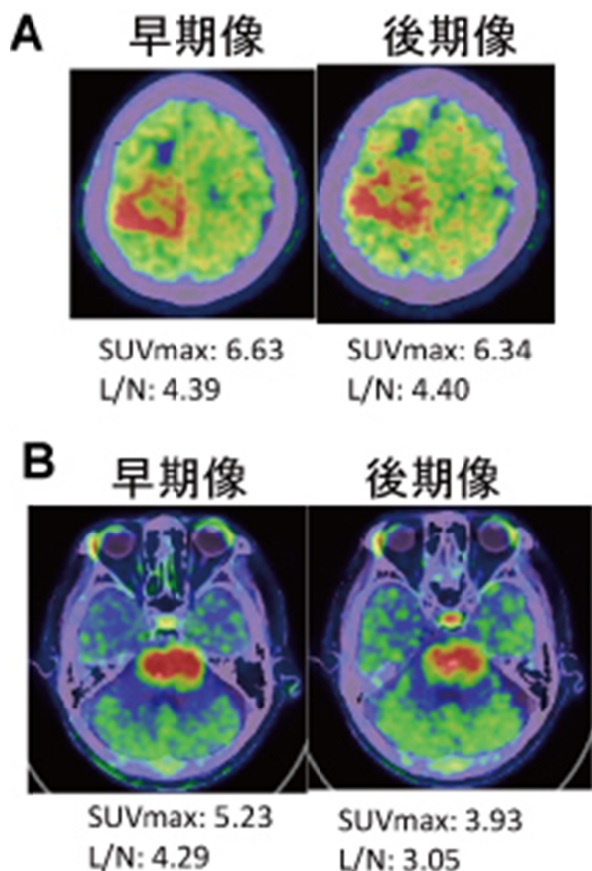 A
早期像 後期像
SUVmax: 6.63 SUVmax: 6.34
L/N: 4.39 L/N: 4.40
B
早期像 後期像
SUVmax: 5.23 SUVmax: 3.93
L/N: 4.29 L/N: 3.05